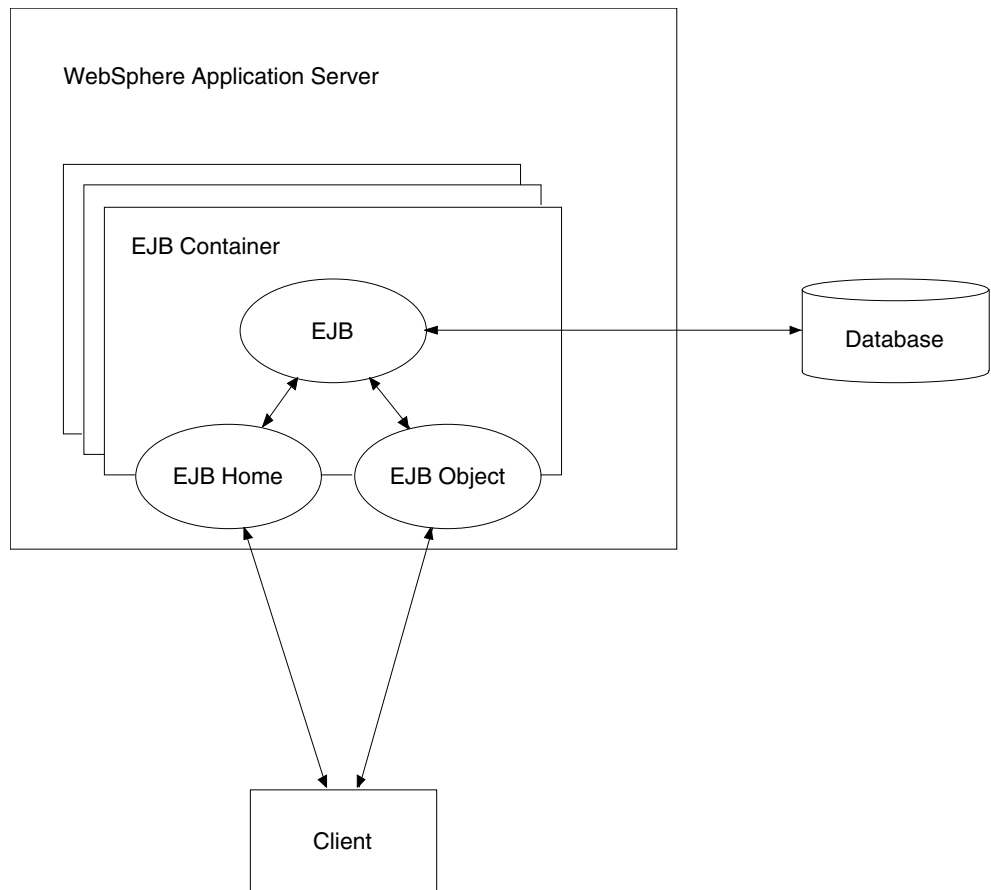 WebSphere Application Server
EJB Container
EJB
Database
EJB Home
EJB Object
Client